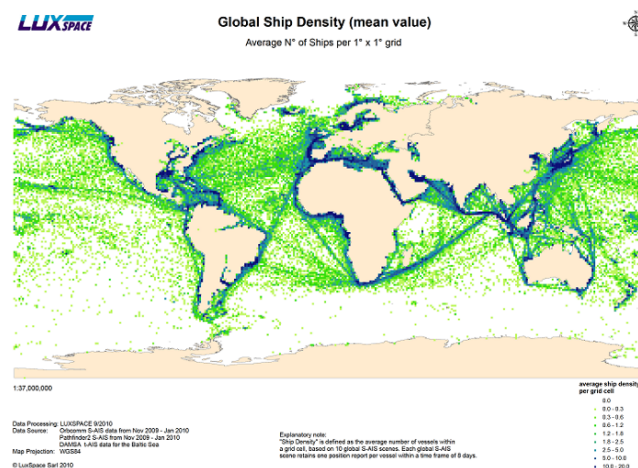 LUXSPACE
Global Ship Density (mean value)
Average N° of Ships per 1° x 1° grid
1:37,000,000
Data Processing: LUXSPACE 9/2010
Data Source: Orbcomm S-AIS from Nov 2009 - Jan 2010
Pathfinder2 S-AIS from Nov 2009 - Jan 2010
DAMSA t-AIS data for the Baltic Sea
Map Projection: WGS84
© LuxSpace Sarl 2010
Explanatory note:
"Ship Density" is defined as the average number of vessels within
a grid cell, based on 10 global S-AIS scenes. Each global S-AIS
scene retains one position report per vessel within a time frame of 8 days.
average ship density
per grid cell
0.0
0.0 - 0.3
0.3 - 0.6
0.6 - 1.2
1.2 - 1.8
1.8 - 2.5
2.5 - 5.0
5.0 - 10.0
10.0 - 20.0